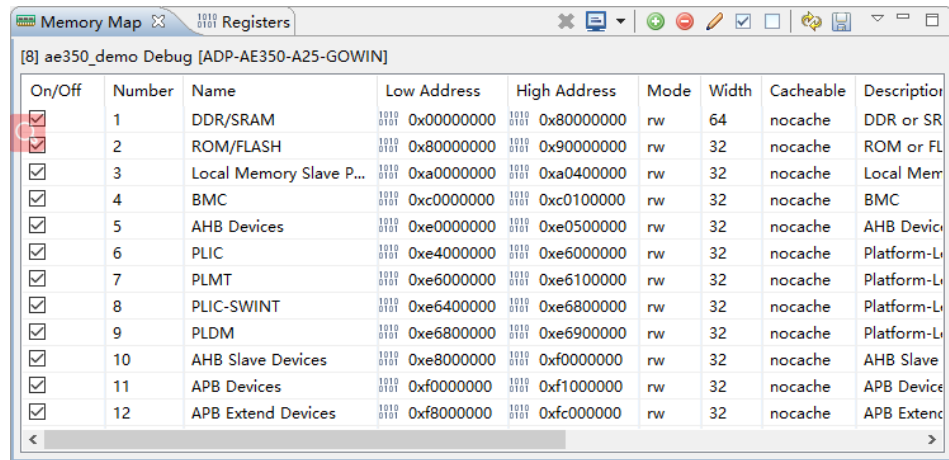 Memory Map Registers
[8] ae350_demo Debug [ADP-AE350-A25-GOWIN]
On/Off Number Name Low Address High Address Mode Width Cacheable Description
1 DDR/SRAM 0x00000000 0x80000000 rw 64 nocache DDR or SR
2 ROM/FLASH 0x80000000 0x90000000 rw 32 nocache ROM or FL
3 Local Memory Slave P... 0xa0000000 0xa0400000 rw 32 nocache Local Mem
4 BMC 0xc0000000 0xc0100000 rw 32 nocache BMC
5 AHB Devices 0xe0000000 0xe0500000 rw 32 nocache AHB Devic
6 PLIC 0xe4000000 0xe6000000 rw 32 nocache Platform-L
7 PLMT 0xe6000000 0xe6100000 rw 32 nocache Platform-L
8 PLIC-SWINT 0xe6400000 0xe6800000 rw 32 nocache Platform-L
9 PLDM 0xe6800000 0xe6900000 rw 32 nocache Platform-L
10 AHB Slave Devices 0xe8000000 0xf0000000 rw 32 nocache AHB Slave
11 APB Devices 0xf0000000 0xf1000000 rw 32 nocache APB Device
12 APB Extend Devices 0xf8000000 0xfc000000 rw 32 nocache APB Extend